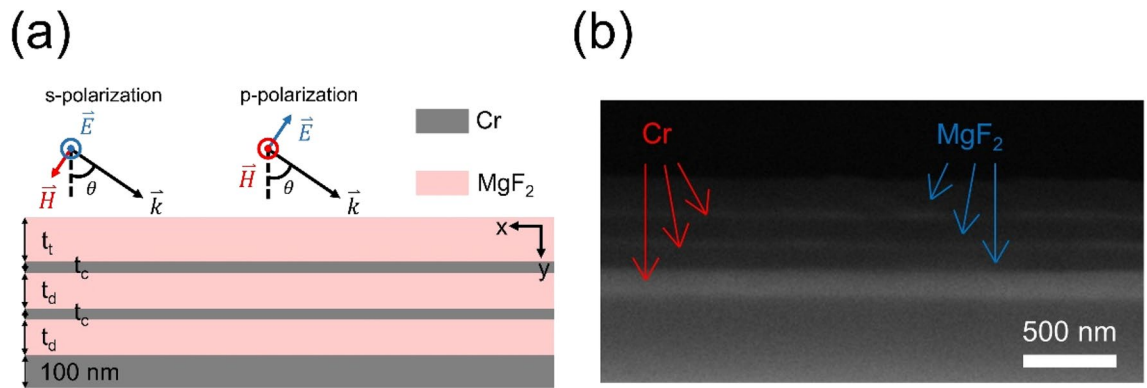 (a)
(b)
s-polarization
p-polarization
E⃗
E⃗
H⃗
θ
k⃗
H⃗
θ
k⃗
Cr
MgF₂
x
y
t_t
t_c
t_d
t_c
t_d
100 nm
Cr
MgF₂
500 nm